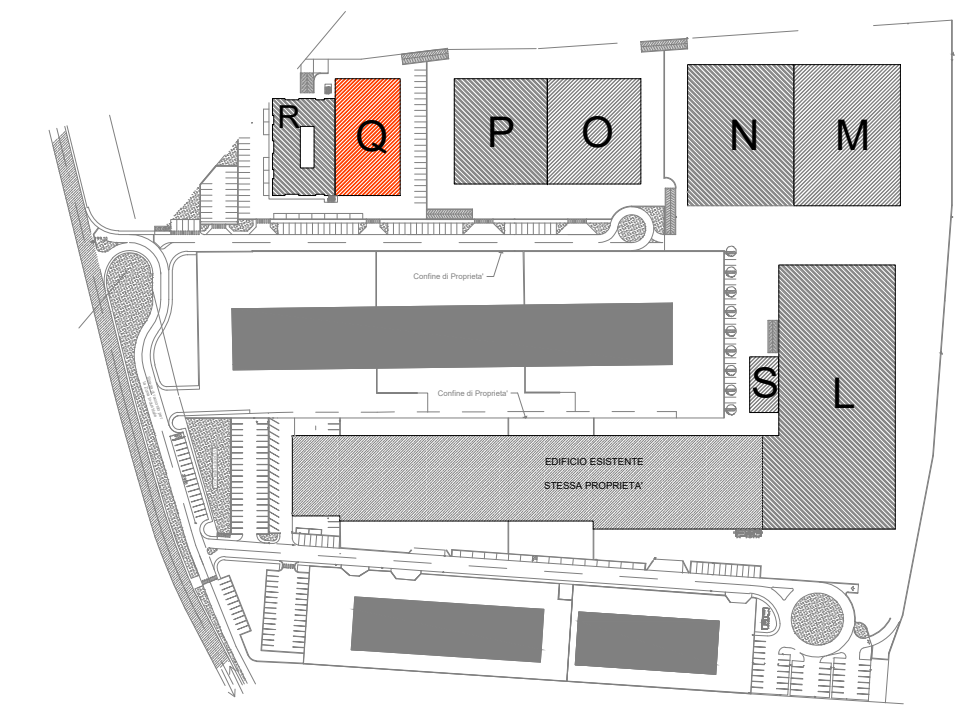 R
Q
P
O
N
M
Confine di Proprieta'
Confine di Proprieta'
S
L
EDIFICIO ESISTENTE
STESSA PROPRIETA'